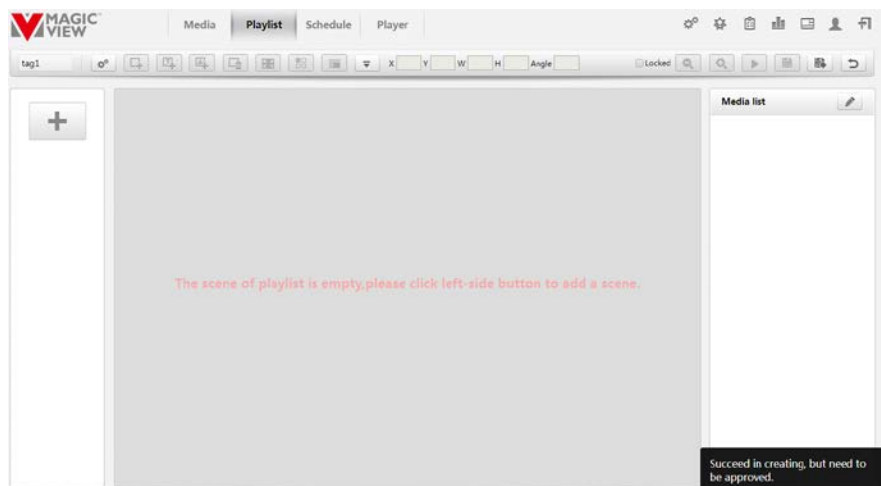 MAGIC
VIEW
Media Playlist Schedule Player
tag1 X Y W H Angle Locked
Media list
The scene of playlist is empty,please click left-side button to add a scene.
Succeed in creating, but need to
be approved.